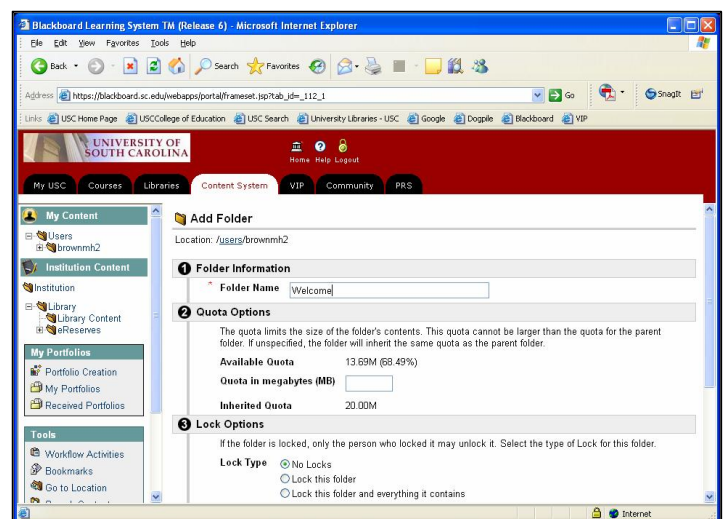 Blackboard Learning System TM (Release 6) - Microsoft Internet Explorer
File Edit View Favorites Tools Help
Back Search Favorites
Address https://blackboard.sc.edu/webapps/portal/frameset.jsp?tab_id=_112_1 Go SnagIt
Links USC Home Page USCCollege of Education USC Search University Libraries - USC Google Dogpile Blackboard VIP
UNIVERSITY OF
SOUTH CAROLINA
Home Help Logout
My USC Courses Libraries Content System VIP Community PRS
My Content
Users
brownmh2
Institution Content
Institution
Library
Library Content
eReserves
My Portfolios
Portfolio Creation
My Portfolios
Received Portfolios
Tools
Workflow Activities
Bookmarks
Go to Location
Add Folder
Location: /users/brownmh2
1 Folder Information
* Folder Name Welcome
2 Quota Options
The quota limits the size of the folder's contents. This quota cannot be larger than the quota for the parent
folder. If unspecified, the folder will inherit the same quota as the parent folder.
Available Quota 13.69M (68.49%)
Quota in megabytes (MB)
Inherited Quota 20.00M
3 Lock Options
If the folder is locked, only the person who locked it may unlock it. Select the type of Lock for this folder.
Lock Type No Locks
Lock this folder
Lock this folder and everything it contains
Internet